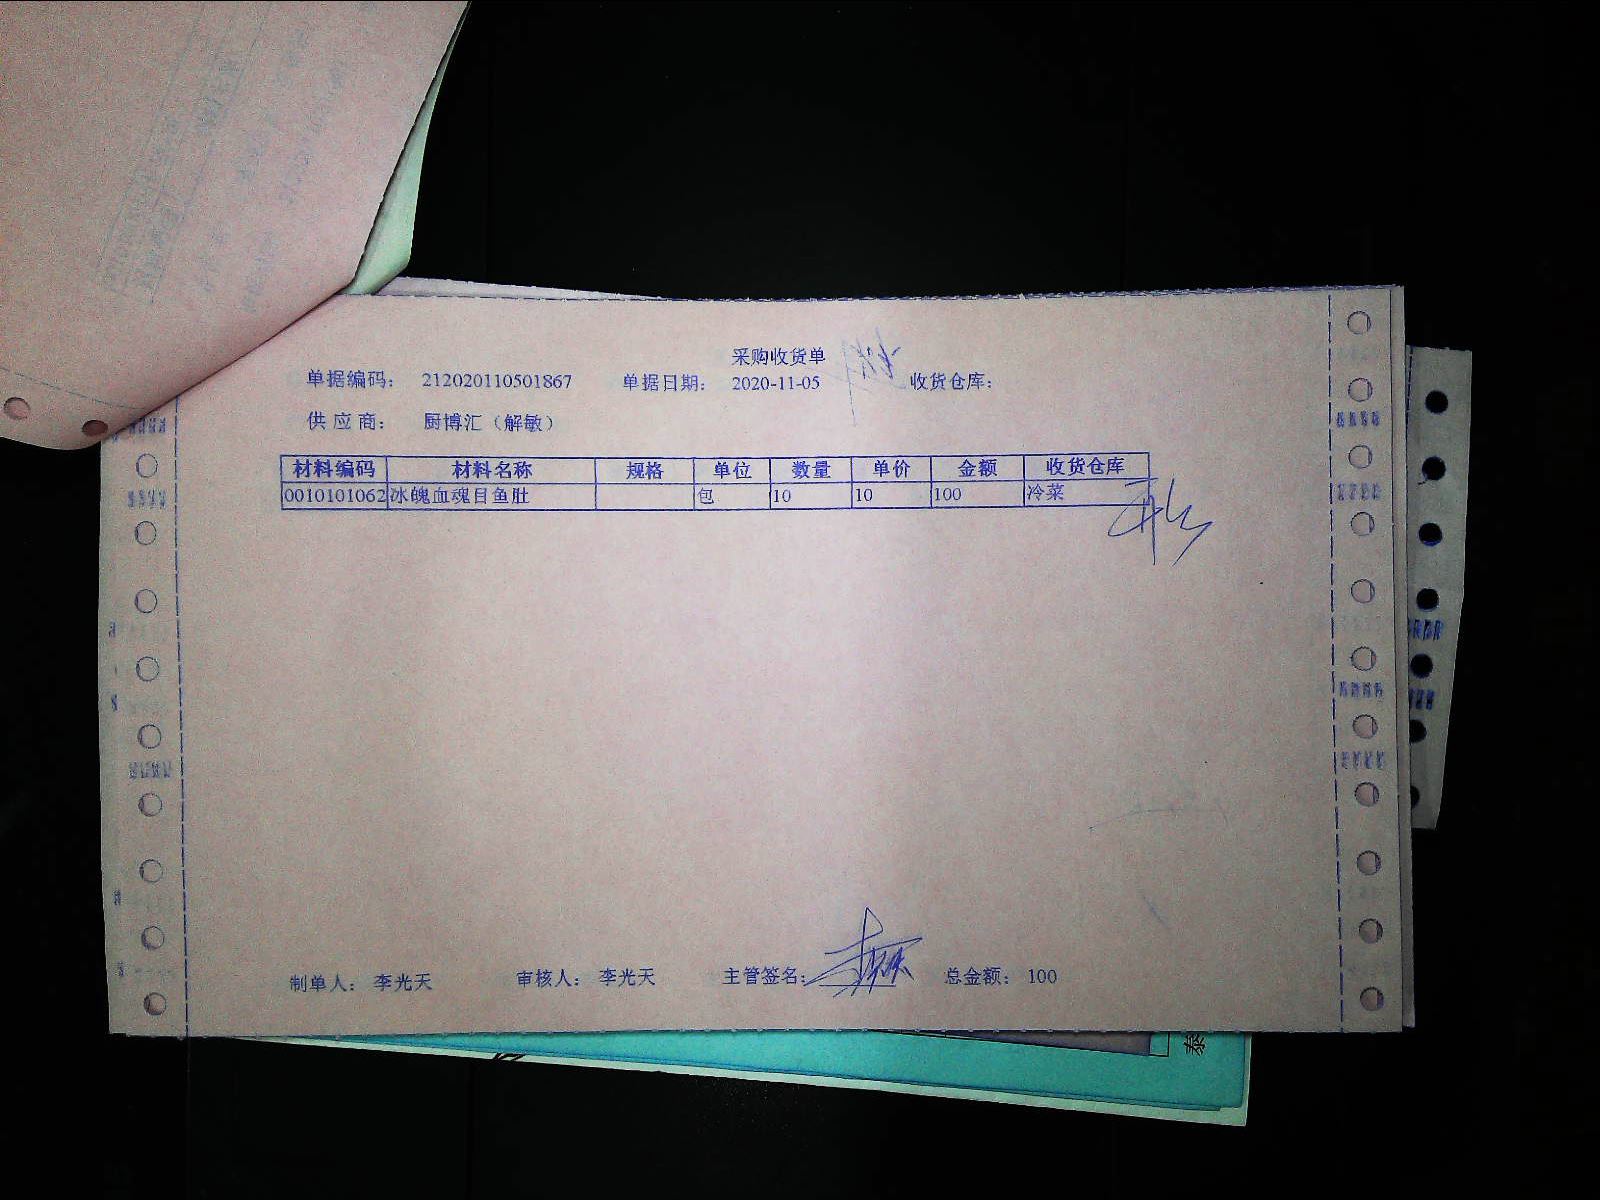 采购收货单
单据编码： 212020110501867 单据日期： 2020-11-05 收货仓库：
供应商： 厨博汇（解敏）
材料编码 材料名称 规格 单位 数量 单价 金额 收货仓库
0010101062 冰魄血魂目鱼肚 包 10 10 100 冷菜
制单人： 李光天 审核人： 李光天 主管签名： 总金额： 100
泰